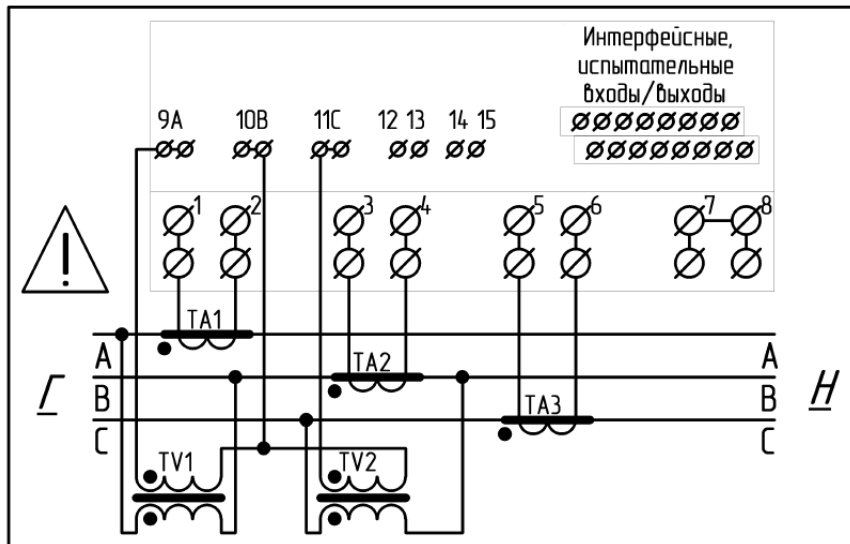 Интерфейсные,
испытательные
входы/выходы
9A 10B 11C 12 13 14 15
1 2 3 4 5 6 7 8
!
TA1
A TA2 A
Г B TA3 B Н
C C
TV1 TV2